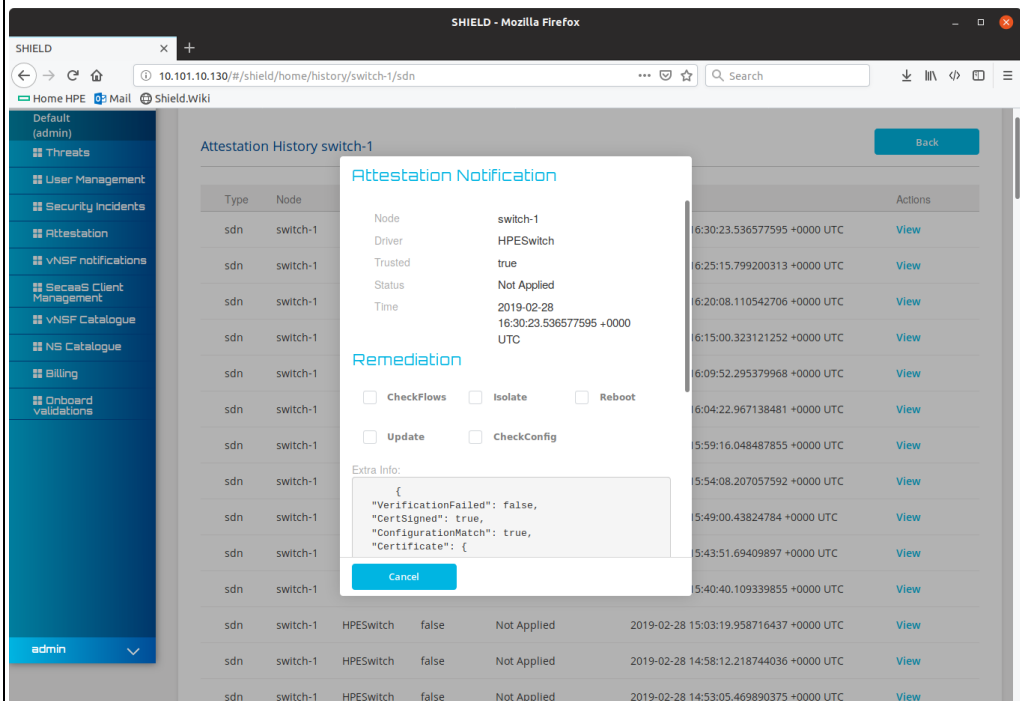 SHIELD - Mozilla Firefox
SHIELD
10.101.10.130/#/shield/home/history/switch-1/sdn
Search
Home HPE Mail Shield.Wiki
Default
(admin)
Threats
User Management
Security Incidents
Attestation
vNSF notifications
SecaaS Client
Management
vNSF Catalogue
NS Catalogue
Billing
Onboard
validations
admin
Attestation History switch-1
Back
Type Node Actions
sdn switch-1 6:30:23.536577595 +0000 UTC View
sdn switch-1 6:25:15.799200313 +0000 UTC View
sdn switch-1 6:20:08.110542706 +0000 UTC View
sdn switch-1 6:15:00.323121252 +0000 UTC View
sdn switch-1 6:09:52.295379968 +0000 UTC View
sdn switch-1 6:04:22.967138481 +0000 UTC View
sdn switch-1 5:59:16.048487855 +0000 UTC View
sdn switch-1 5:54:08.207057592 +0000 UTC View
sdn switch-1 5:49:00.43824784 +0000 UTC View
sdn switch-1 5:43:51.69409897 +0000 UTC View
sdn switch-1 5:40:40.109339855 +0000 UTC View
sdn switch-1 HPESwitch false Not Applied 2019-02-28 15:03:19.958716437 +0000 UTC View
sdn switch-1 HPESwitch false Not Applied 2019-02-28 14:58:12.218744036 +0000 UTC View
sdn switch-1 HPESwitch false Not Applied 2019-02-28 14:53:05.469890375 +0000 UTC View
Attestation Notification
Node switch-1
Driver HPESwitch
Trusted true
Status Not Applied
Time 2019-02-28
16:30:23.536577595 +0000
UTC
Remediation
CheckFlows Isolate Reboot
Update CheckConfig
Extra Info:
{
"VerificationFailed": false,
"CertSigned": true,
"ConfigurationMatch": true,
"Certificate": {
Cancel